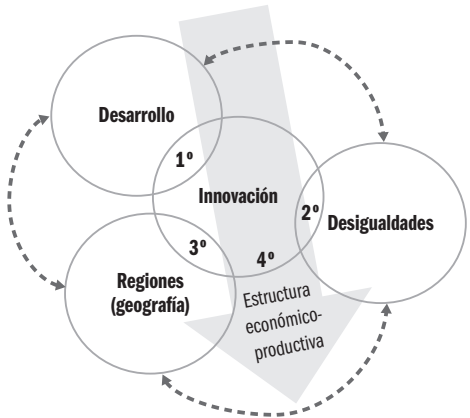 Desarrollo
1º
Innovación
2º
Desigualdades
3º
4º
Regiones
(geografía)
Estructura
económico-
productiva